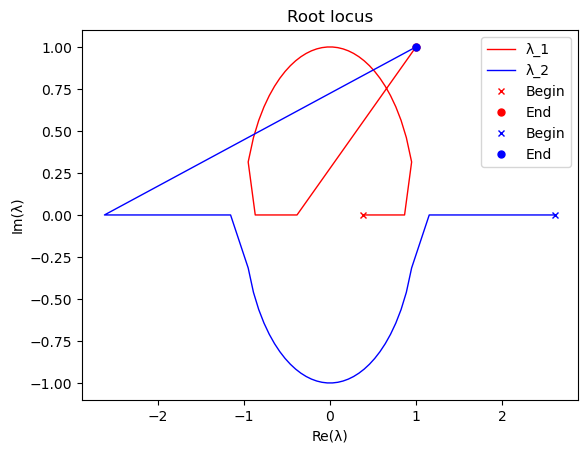 Root locus
1.00
0.75
0.50
0.25
0.00
−0.25
−0.50
−0.75
−1.00
Im(λ)
λ_1
λ_2
Begin
End
Begin
End
−2
−1
0
1
2
Re(λ)